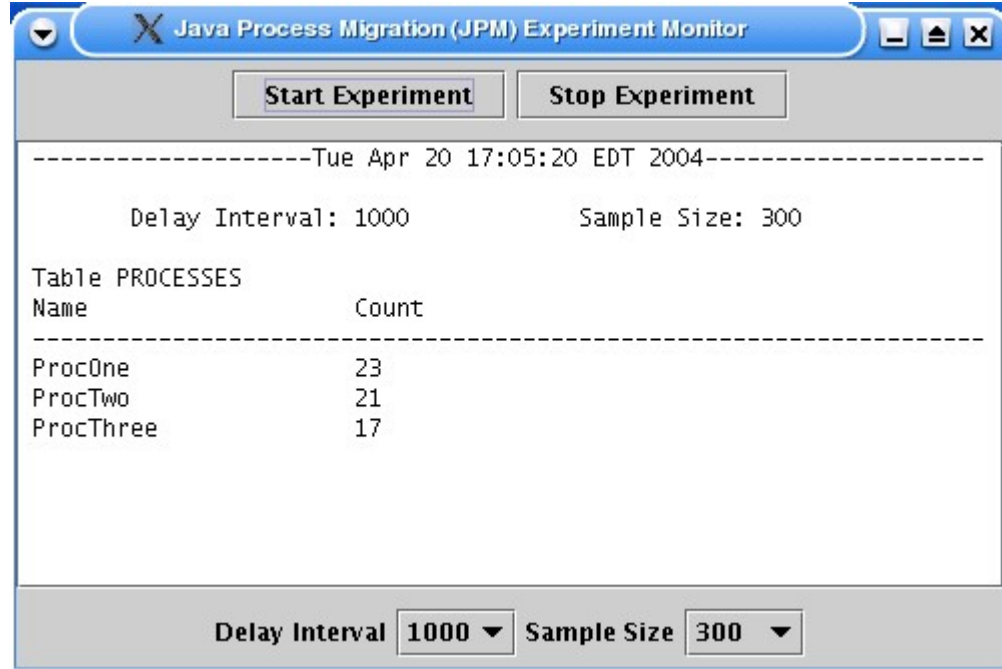 Java Process Migration (JPM) Experiment Monitor
Start Experiment Stop Experiment
--------------------Tue Apr 20 17:05:20 EDT 2004--------------------
Delay Interval: 1000 Sample Size: 300
Table PROCESSES
Name Count
--------------------------------------------------------------------
ProcOne 23
ProcTwo 21
ProcThree 17
Delay Interval 1000 Sample Size 300